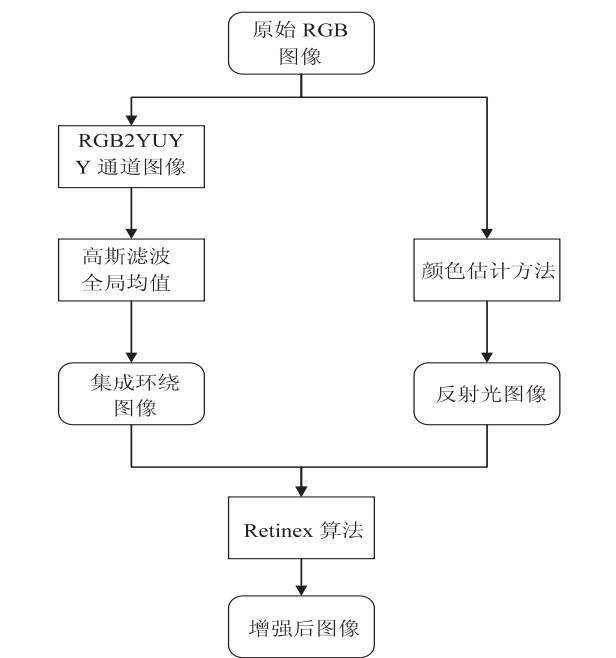 原始 RGB
图像
RGB2YUY
Y 通道图像
高斯滤波
全局均值
颜色估计方法
集成环绕
图像
反射光图像
Retinex 算法
增强后图像